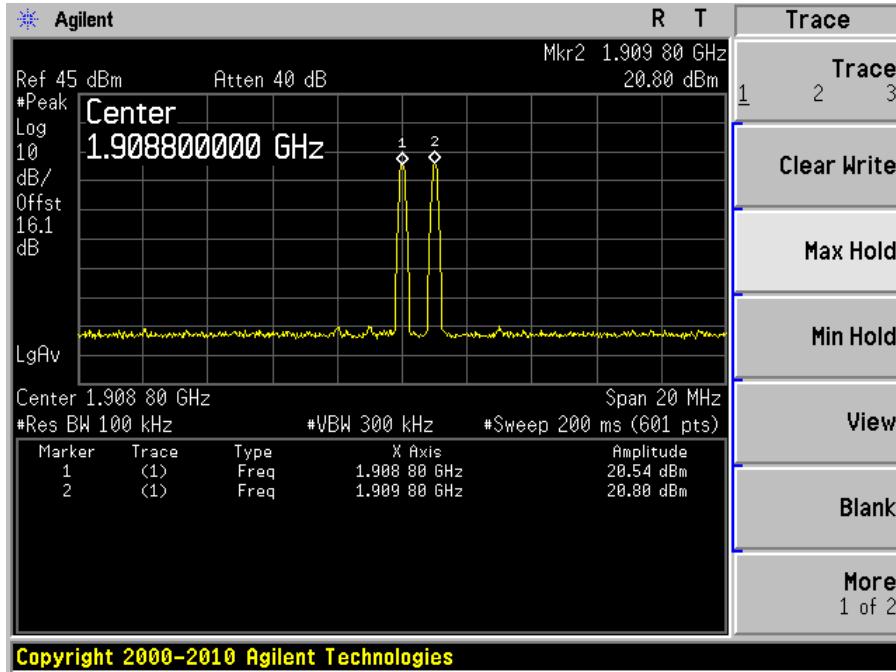 Agilent R T
Mkr2 1.909 80 GHz
Ref 45 dBm Atten 40 dB 20.80 dBm
#Peak
Log
10
dB/
Offst
16.1
dB
LgAv
Center
1.908800000 GHz
1 2
Center 1.908 80 GHz Span 20 MHz
#Res BW 100 kHz #VBW 300 kHz #Sweep 200 ms (601 pts)
Marker Trace Type X Axis Amplitude
1 (1) Freq 1.908 80 GHz 20.54 dBm
2 (1) Freq 1.909 80 GHz 20.80 dBm
Copyright 2000-2010 Agilent Technologies
Trace
Trace
1 2 3
Clear Write
Max Hold
Min Hold
View
Blank
More
1 of 2